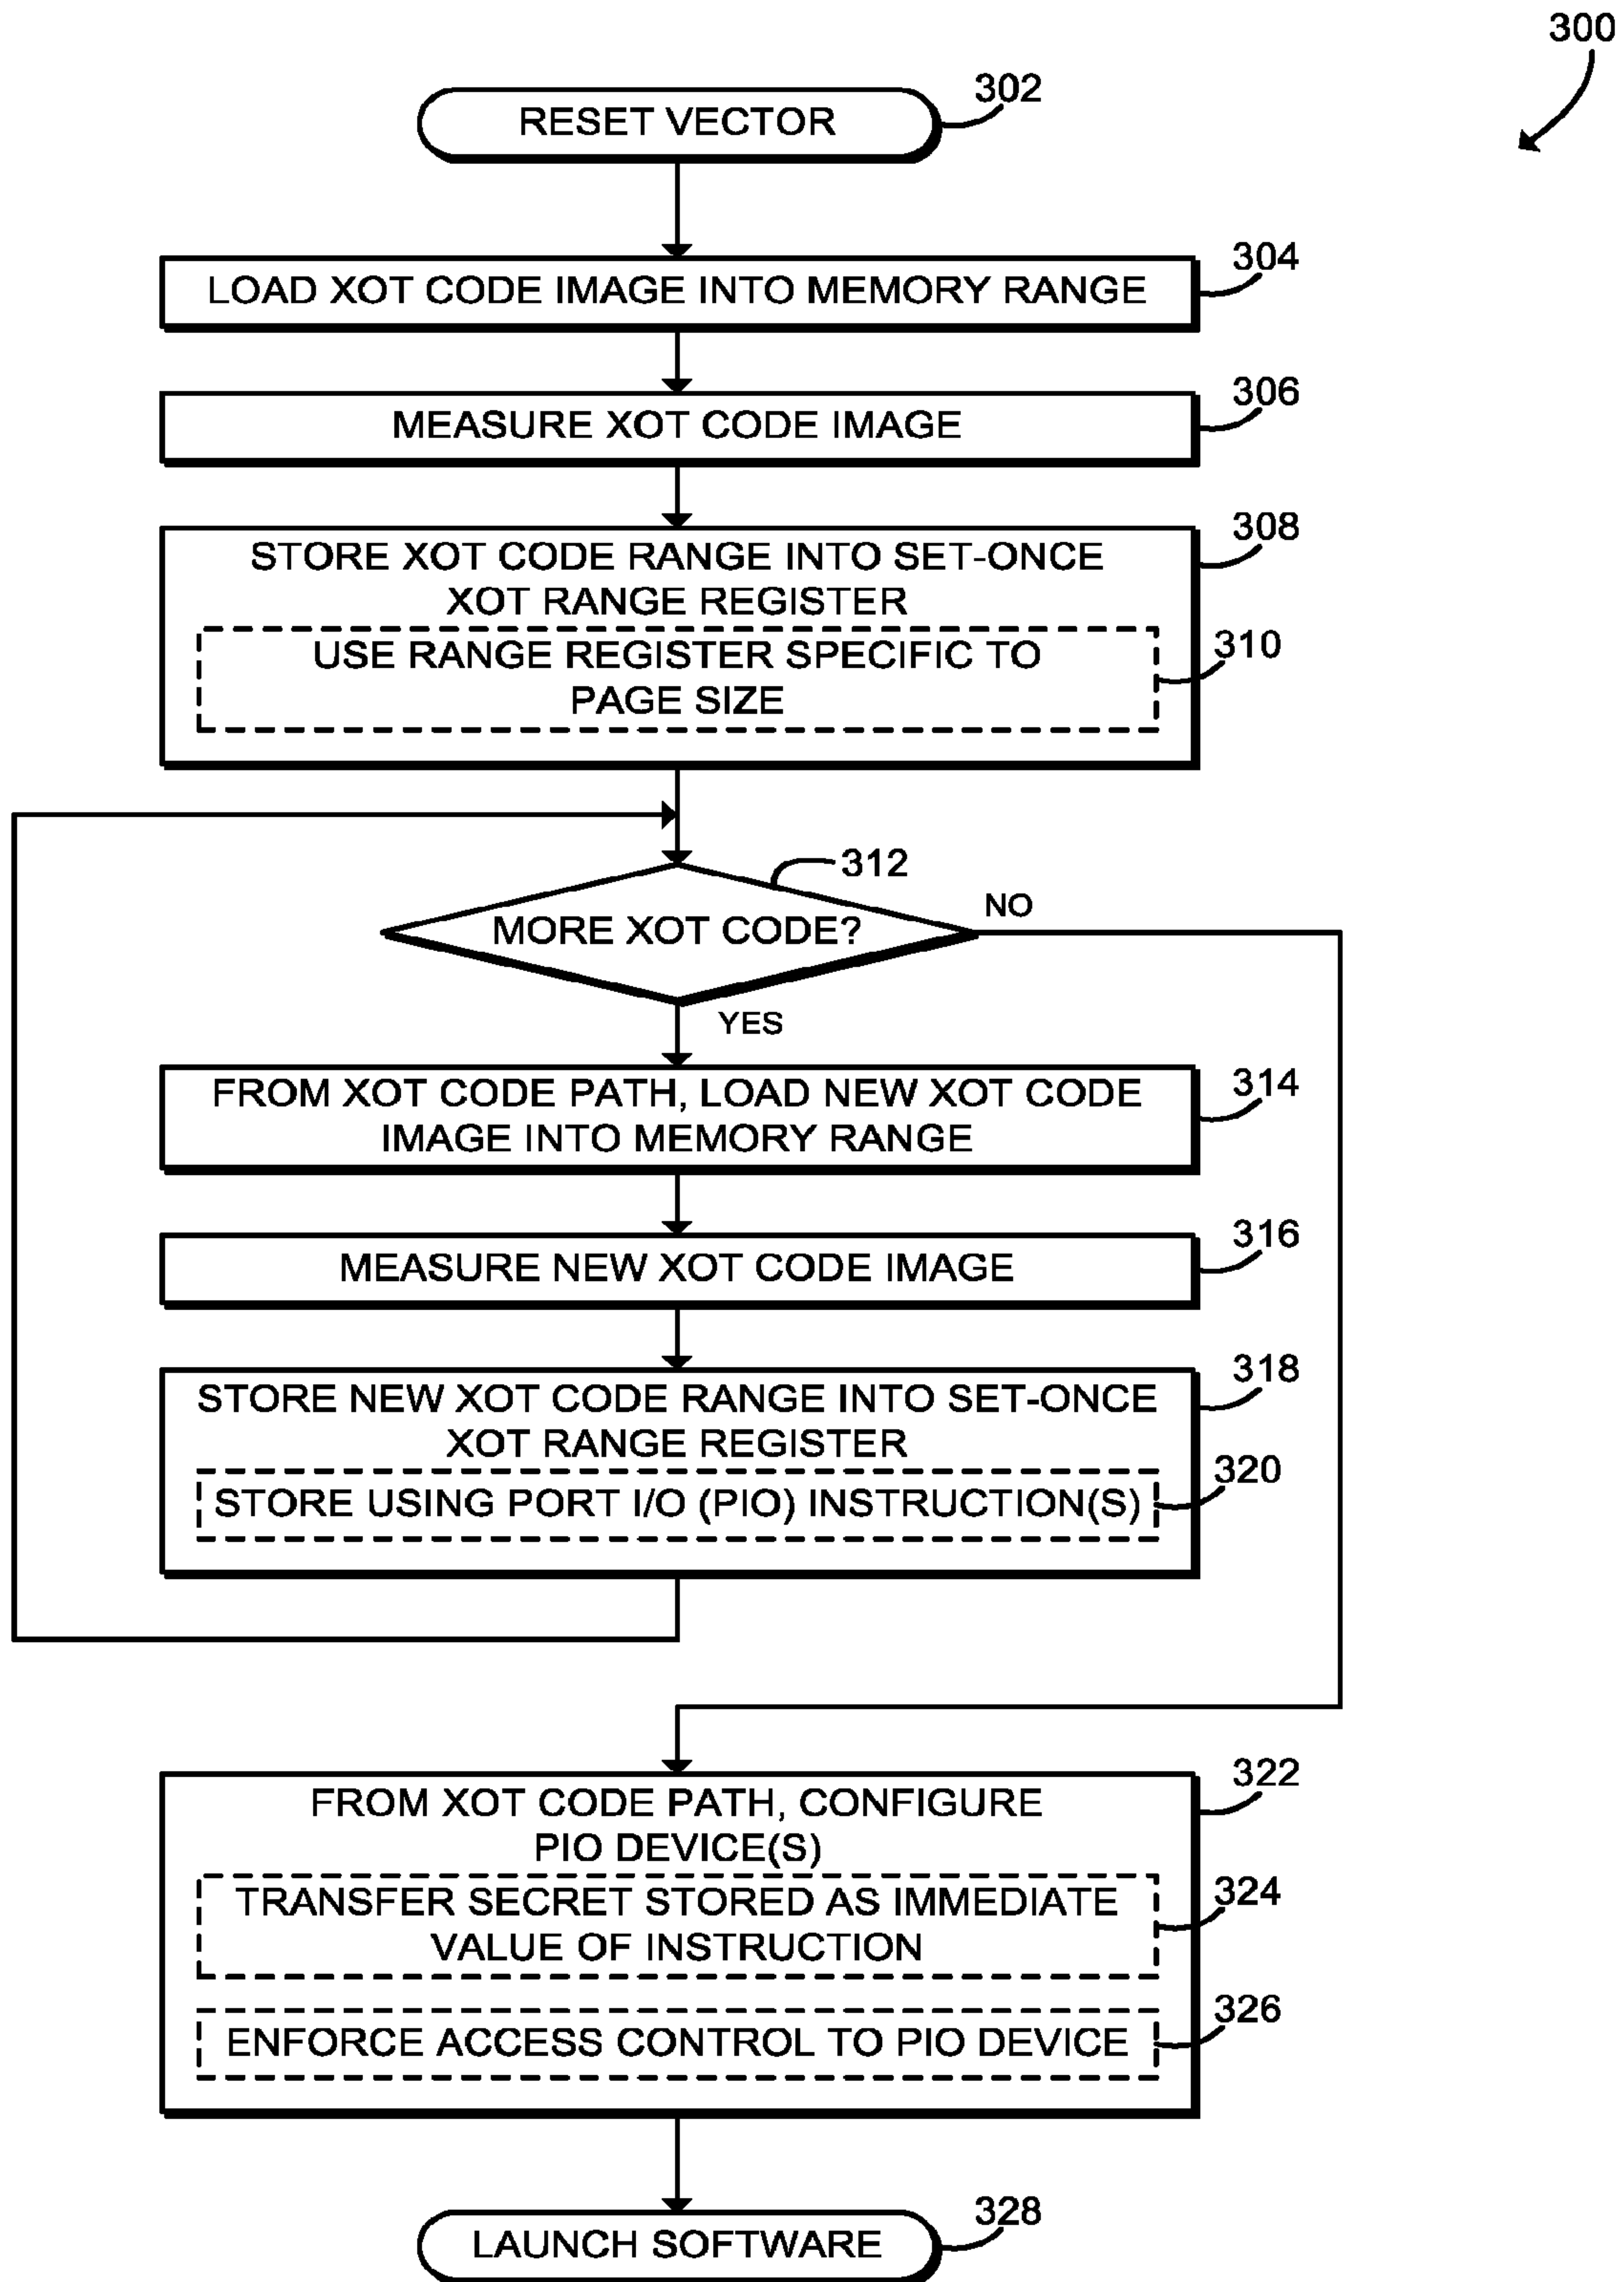 300
302
RESET VECTOR
304
LOAD XOT CODE IMAGE INTO MEMORY RANGE
306
MEASURE XOT CODE IMAGE
308
STORE XOT CODE RANGE INTO SET-ONCE
XOT RANGE REGISTER
310
USE RANGE REGISTER SPECIFIC TO
PAGE SIZE
312
MORE XOT CODE?
NO
YES
314
FROM XOT CODE PATH, LOAD NEW XOT CODE
IMAGE INTO MEMORY RANGE
316
MEASURE NEW XOT CODE IMAGE
318
STORE NEW XOT CODE RANGE INTO SET-ONCE
XOT RANGE REGISTER
320
STORE USING PORT I/O (PIO) INSTRUCTION(S)
322
FROM XOT CODE PATH, CONFIGURE
PIO DEVICE(S)
324
TRANSFER SECRET STORED AS IMMEDIATE
VALUE OF INSTRUCTION
326
ENFORCE ACCESS CONTROL TO PIO DEVICE
328
LAUNCH SOFTWARE